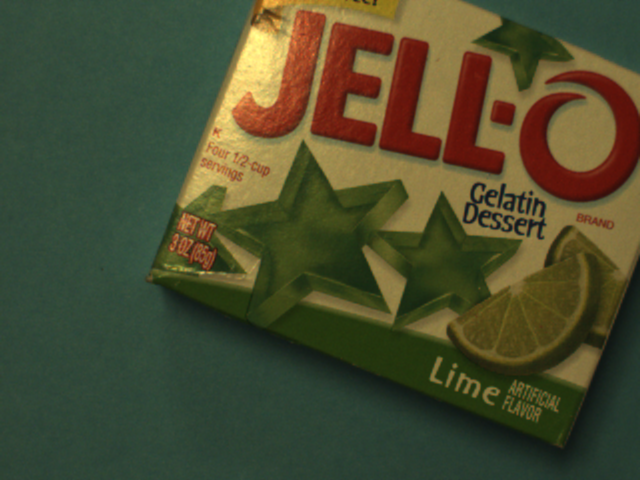 JELL-O
K
Four 1/2-cup
servings
Gelatin
Dessert
BRAND
NET WT
3 OZ (85g)
Lime
ARTIFICIAL
FLAVOR